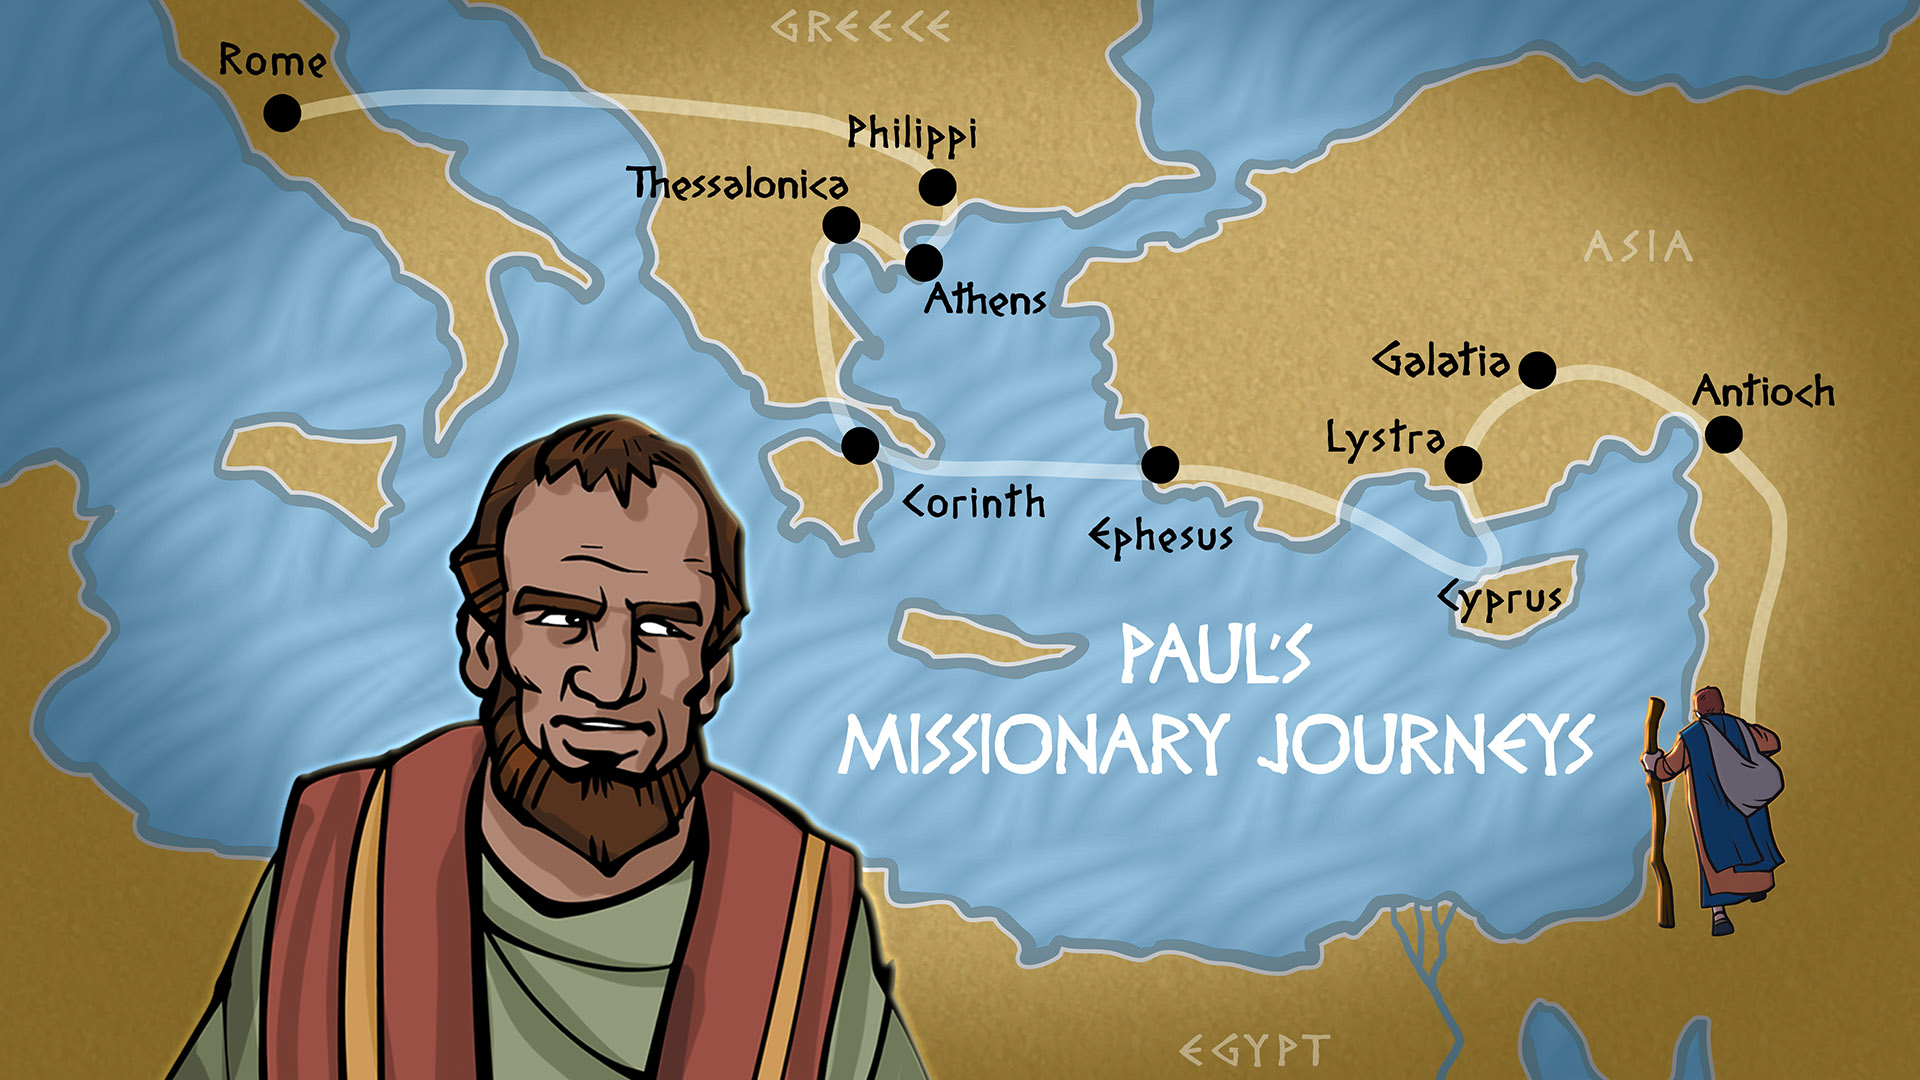 GREECE
Rome
Philippi
Thessalonica
Athens
ASIA
Galatia
Antioch
Lystra
Corinth
Ephesus
Cyprus
PAUL'S
MISSIONARY JOURNEYS
EGYPT